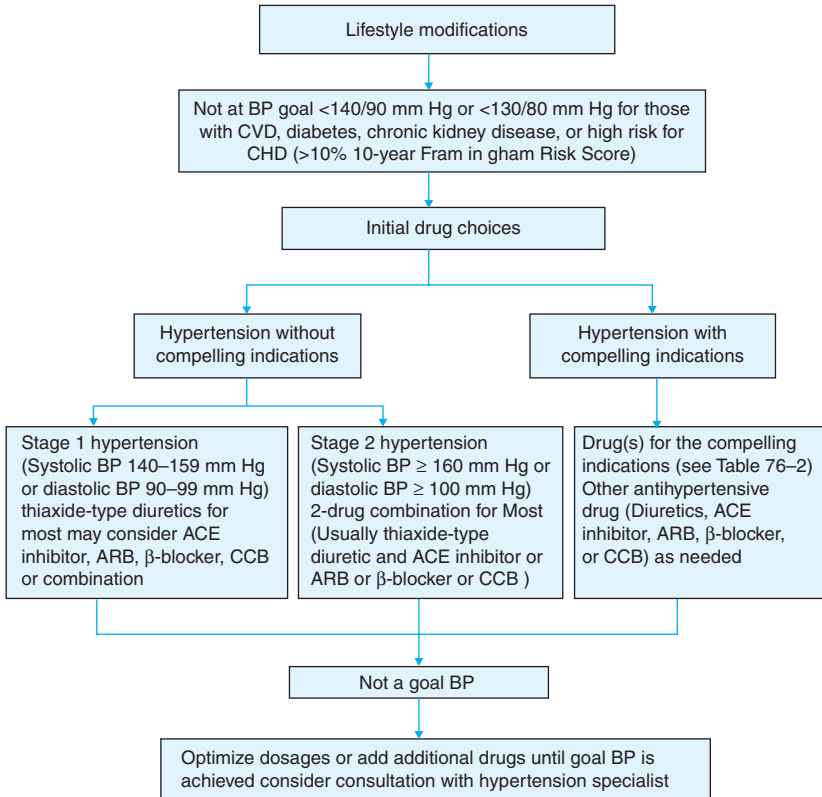 Lifestyle modifications
Not at BP goal <140/90 mm Hg or <130/80 mm Hg for those
with CVD, diabetes, chronic kidney disease, or high risk for
CHD (>10% 10-year Fram in gham Risk Score)
Initial drug choices
Hypertension without
compelling indications
Hypertension with
compelling indications
Stage 1 hypertension
(Systolic BP 140–159 mm Hg
or diastolic BP 90–99 mm Hg)
thiaxide-type diuretics for
most may consider ACE
inhibitor, ARB, β-blocker, CCB
or combination
Stage 2 hypertension
(Systolic BP ≥ 160 mm Hg or
diastolic BP ≥ 100 mm Hg)
2-drug combination for Most
(Usually thiaxide-type
diuretic and ACE inhibitor or
ARB or β-blocker or CCB )
Drug(s) for the compelling
indications (see Table 76–2)
Other antihypertensive
drug (Diuretics, ACE
inhibitor, ARB, β-blocker,
or CCB) as needed
Not a goal BP
Optimize dosages or add additional drugs until goal BP is
achieved consider consultation with hypertension specialist